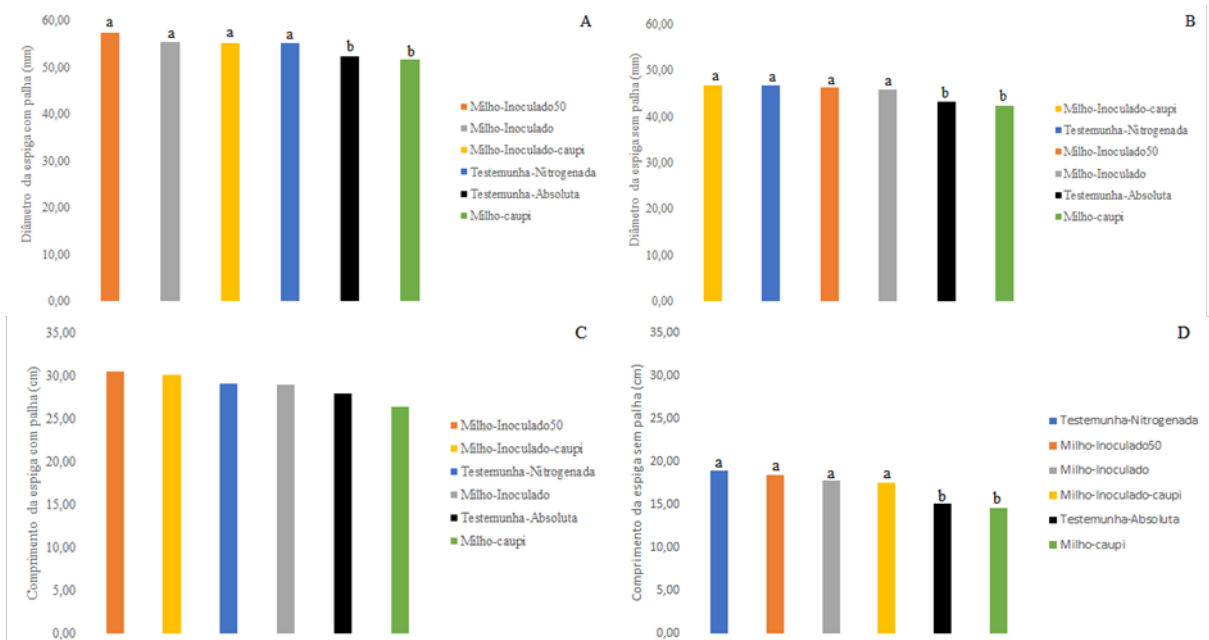 A
Diâmetro da espiga com palha (mm)
60,00
50,00
40,00
30,00
20,00
10,00
0,00
a
a
a
a
b
b
Milho-Inoculado50
Milho-Inoculado
Milho-Inoculado-caupi
Testemunha-Nitrogenada
Testemunha-Absoluta
Milho-caupi
B
Diâmetro da espiga sem palha (mm)
60,00
50,00
40,00
30,00
20,00
10,00
0,00
a
a
a
a
b
b
Milho-Inoculado-caupi
Testemunha-Nitrogenada
Milho-Inoculado50
Milho-Inoculado
Testemunha-Absoluta
Milho-caupi
C
Comprimento da espiga com palha (cm)
35,00
30,00
25,00
20,00
15,00
10,00
5,00
0,00
Milho-Inoculado50
Milho-Inoculado-caupi
Testemunha-Nitrogenada
Milho-Inoculado
Testemunha-Absoluta
Milho-caupi
D
Comprimento da espiga sem palha (cm)
35,00
30,00
25,00
20,00
15,00
10,00
5,00
0,00
a
a
a
a
b
b
Testemunha-Nitrogenada
Milho-Inoculado50
Milho-Inoculado
Milho-Inoculado-caupi
Testemunha-Absoluta
Milho-caupi